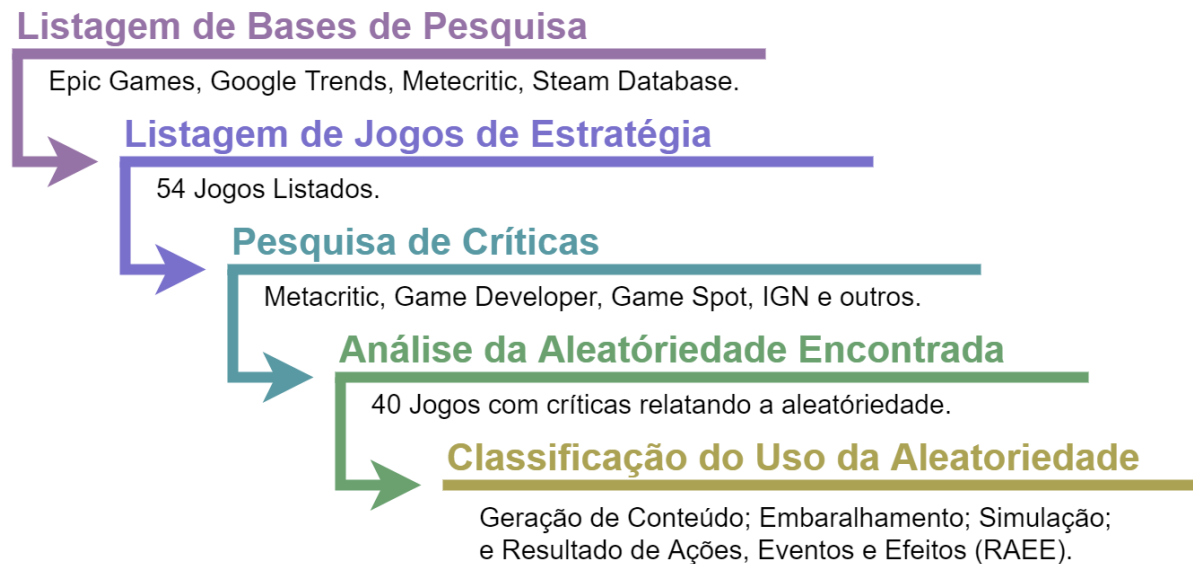 Listagem de Bases de Pesquisa
Epic Games, Google Trends, Metecritic, Steam Database.
Listagem de Jogos de Estratégia
54 Jogos Listados.
Pesquisa de Críticas
Metacritic, Game Developer, Game Spot, IGN e outros.
Análise da Aleatóriedade Encontrada
40 Jogos com críticas relatando a aleatóriedade.
Classificação do Uso da Aleatoriedade
Geração de Conteúdo; Embaralhamento; Simulação;
e Resultado de Ações, Eventos e Efeitos (RAEE).